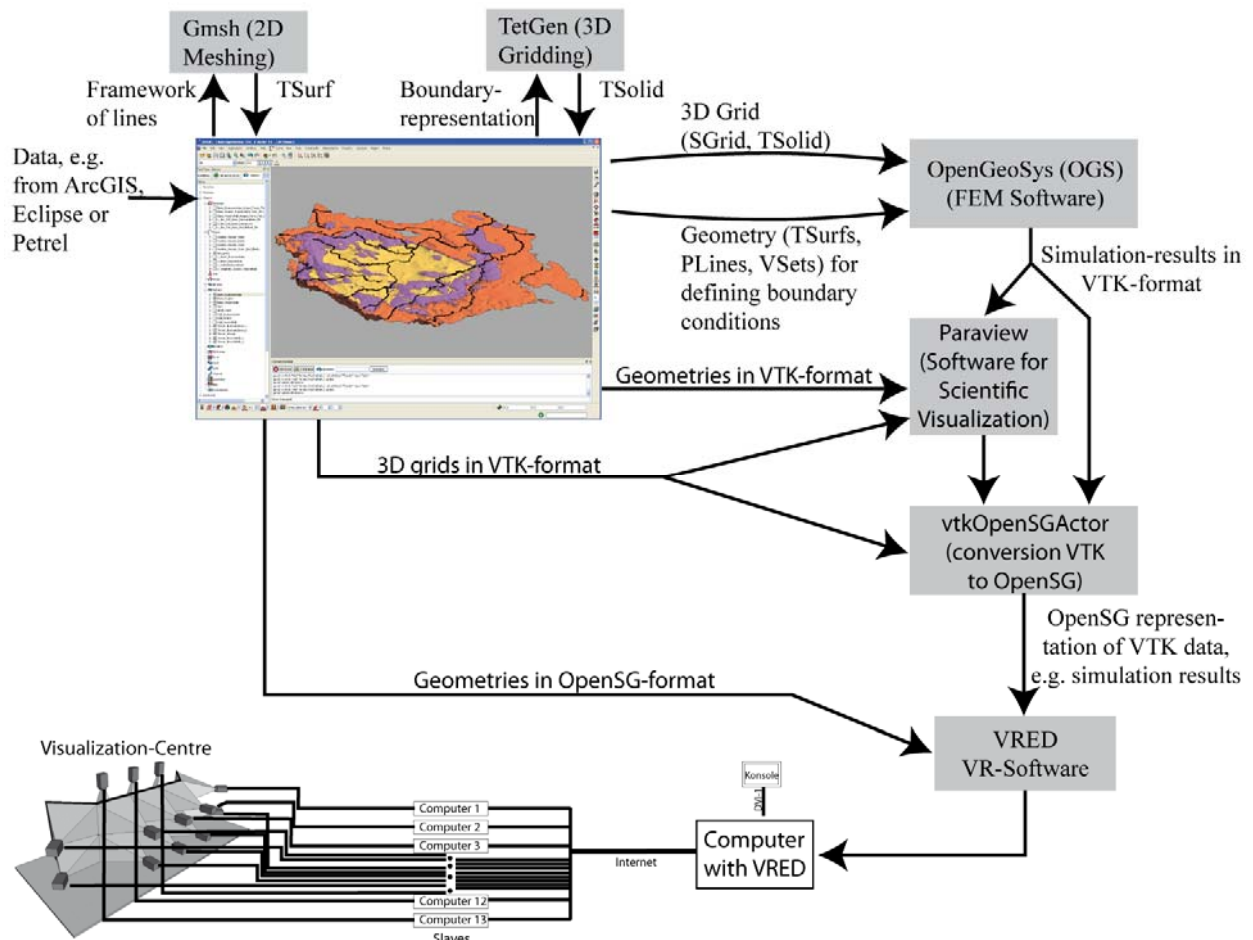 Gmsh (2D
Meshing)
TetGen (3D
Gridding)
Framework
of lines
TSurf
Boundary-
representation
TSolid
Data, e.g.
from ArcGIS,
Eclipse or
Petrel
3D Grid
(SGrid, TSolid)
OpenGeoSys (OGS)
(FEM Software)
Geometry (TSurfs,
PLines, VSets) for
defining boundary
conditions
Simulation-results in
VTK-format
Paraview
(Software for
Scientific
Visualization)
Geometries in VTK-format
3D grids in VTK-format
vtkOpenSGActor
(conversion VTK
to OpenSG)
OpenSG represen-
tation of VTK data,
e.g. simulation results
Geometries in OpenSG-format
VRED
VR-Software
Visualization-Centre
Konsole
DVI-1
Computer 1
Computer 2
Computer 3
Computer 12
Computer 13
Slaves
Internet
Computer
with VRED